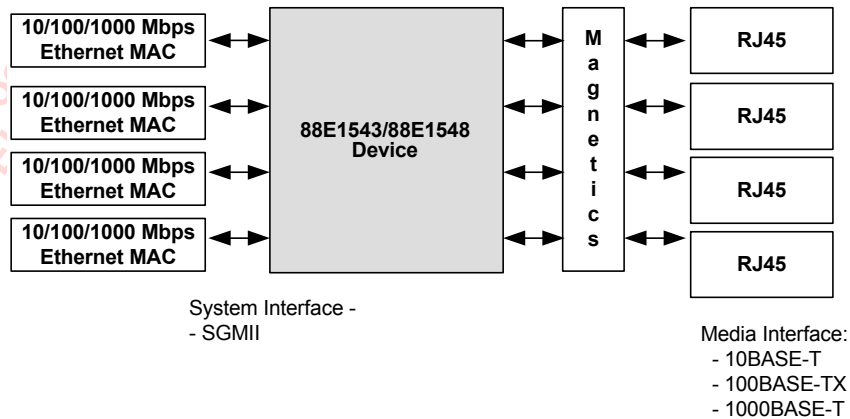 10/100/1000 Mbps
Ethernet MAC
10/100/1000 Mbps
Ethernet MAC
10/100/1000 Mbps
Ethernet MAC
10/100/1000 Mbps
Ethernet MAC
88E1543/88E1548
Device
Magnetics
RJ45
RJ45
RJ45
RJ45
System Interface -
- SGMII
Media Interface:
- 10BASE-T
- 100BASE-TX
- 1000BASE-T